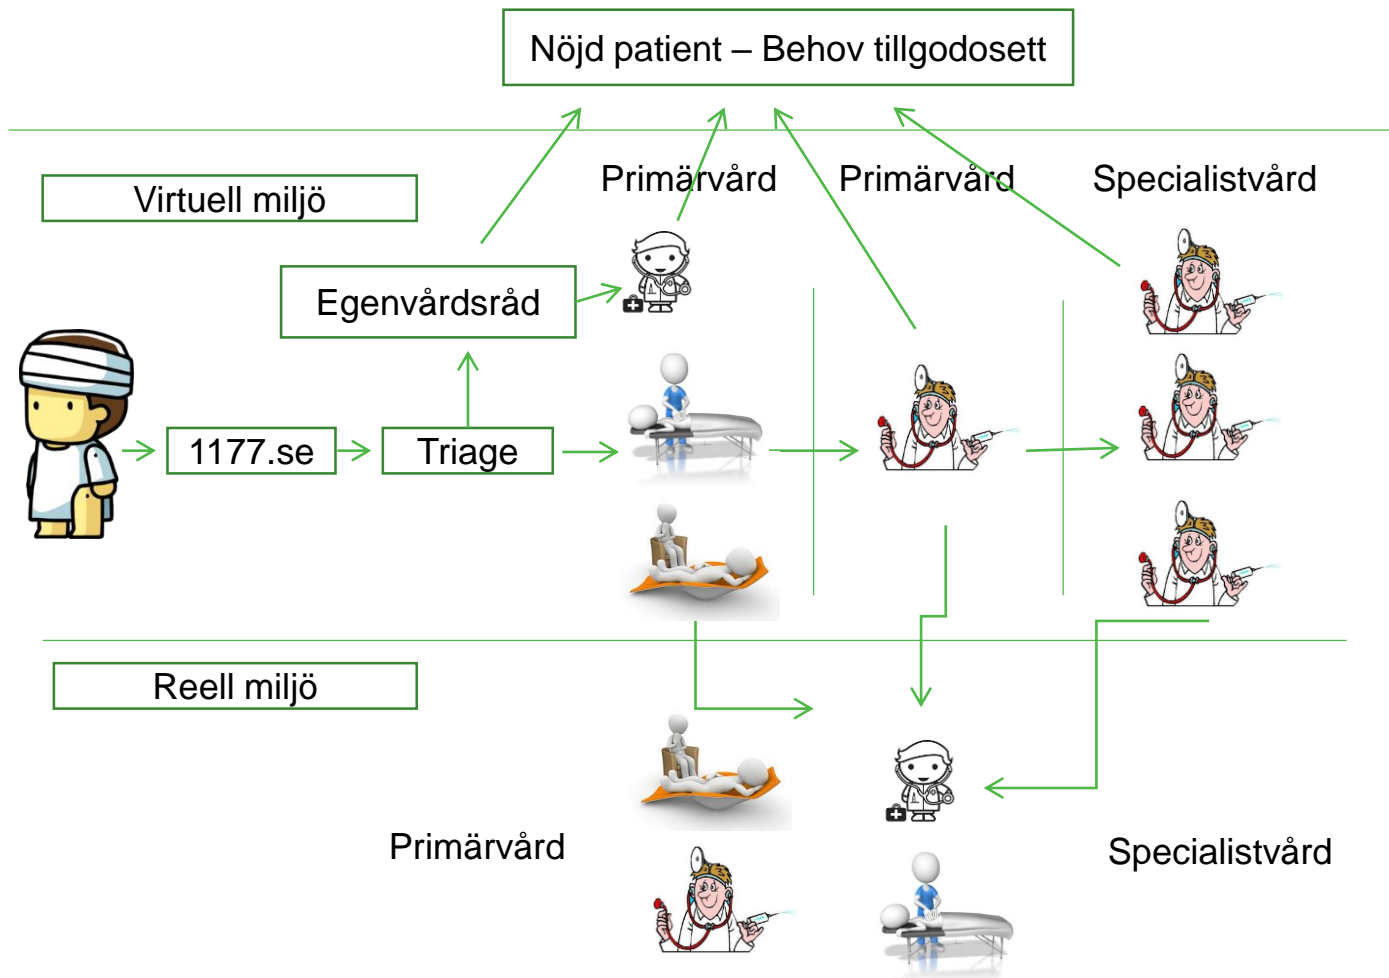 Nöjd patient – Behov tillgodosett
Primärvård
Primärvård
Specialistvård
Virtuell miljö
Egenvårdsråd
1177.se
Triage
Reell miljö
Primärvård
Specialistvård